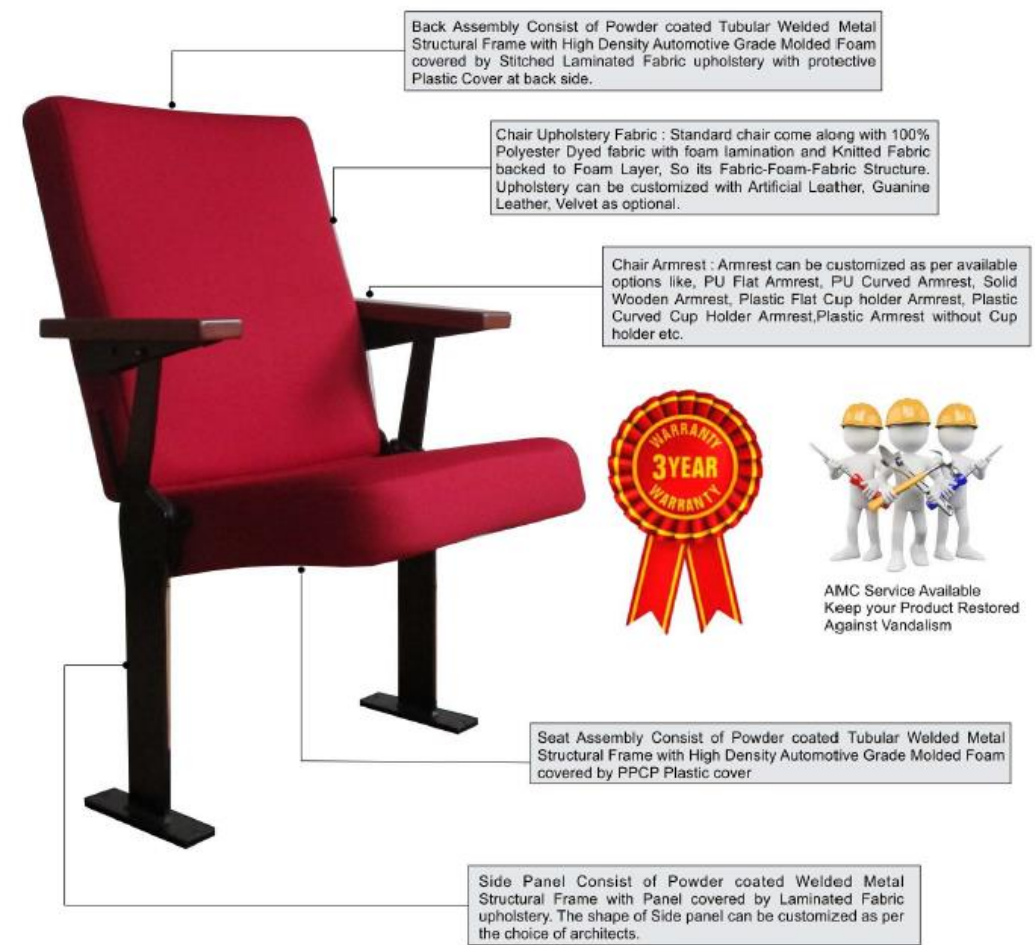 Back Assembly Consist of Powder coated Tubular Welded Metal
Structural Frame with High Density Automotive Grade Molded Foam
covered by Stitched Laminated Fabric upholstery with protective
Plastic Cover at back side.
Chair Upholstery Fabric : Standard chair come along with 100%
Polyester Dyed fabric with foam lamination and Knitted Fabric
backed to Foam Layer, So its Fabric-Foam-Fabric Structure.
Upholstery can be customized with Artificial Leather, Guanine
Leather, Velvet as optional.
Chair Armrest : Armrest can be customized as per available
options like, PU Flat Armrest, PU Curved Armrest, Solid
Wooden Armrest, Plastic Flat Cup holder Armrest, Plastic
Curved Cup Holder Armrest,Plastic Armrest without Cup
holder etc.
WARRANTY
3YEAR
WARRANTY
AMC Service Available
Keep your Product Restored
Against Vandalism
Seat Assembly Consist of Powder coated Tubular Welded Metal
Structural Frame with High Density Automotive Grade Molded Foam
covered by PPCP Plastic cover
Side Panel Consist of Powder coated Welded Metal
Structural Frame with Panel covered by Laminated Fabric
upholstery. The shape of Side panel can be customized as per
the choice of architects.